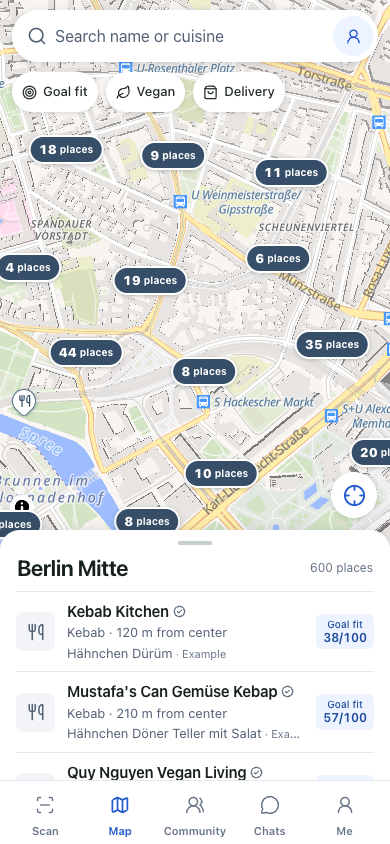 Search name or cuisine
U-Rosenthaler Platz
Torstraße
Goal fit
Vegan
Delivery
18 places
9 places
11 places
U Weinmeisterstraße/
Gipsstraße
SPANDAUER
VORSTADT
SCHEUNENVIERTEL
6 places
4 places
19 places
Münzstraße
35 places
44 places
8 places
S Hackescher Markt
S+U Alexa
Memha
Spree
20 pl
10 places
Karl-Lie
echt-Straße
8 places
places
Berlin Mitte
600 places
Kebab Kitchen
Kebab · 120 m from center
Hähnchen Dürüm · Example
Goal fit
38/100
Mustafa's Can Gemüse Kebap
Kebab · 210 m from center
Hähnchen Döner Teller mit Salat · Exa...
Goal fit
57/100
Quy Nguyen Vegan Living
Scan
Map
Community
Chats
Me